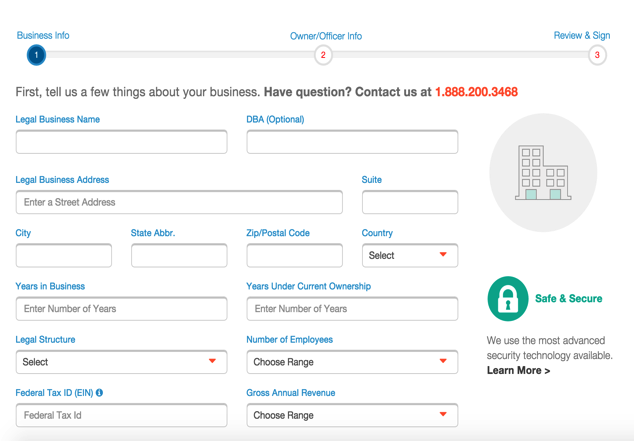 Business Info Owner/Officer Info Review & Sign
1 2 3
First, tell us a few things about your business. Have question? Contact us at 1.888.200.3468
Legal Business Name DBA (Optional)
Legal Business Address Suite
Enter a Street Address
City State Abbr. Zip/Postal Code Country
Select
Years in Business Years Under Current Ownership
Enter Number of Years Enter Number of Years
Safe & Secure
Legal Structure Number of Employees
We use the most advanced
security technology available.
Select Choose Range
Learn More >
Federal Tax ID (EIN) Gross Annual Revenue
Federal Tax Id Choose Range